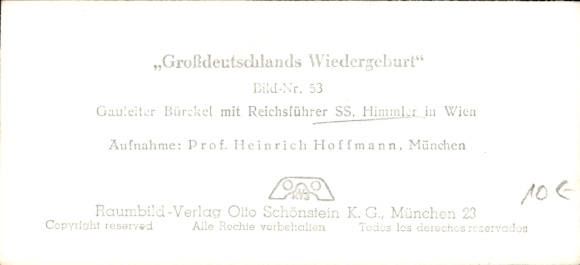 „Großdeutschlands Wiedergeburt“
Bild-Nr. 53
Gauleiter Bürckel mit Reichsführer SS. Himmler in Wien
Aufnahme: Prof. Heinrich Hoffmann, München
Raumbild-Verlag Otto Schönstein K. G., München 23
Copyright reserved Alle Rechte vorbehalten Todos los derechos reservados
10 €